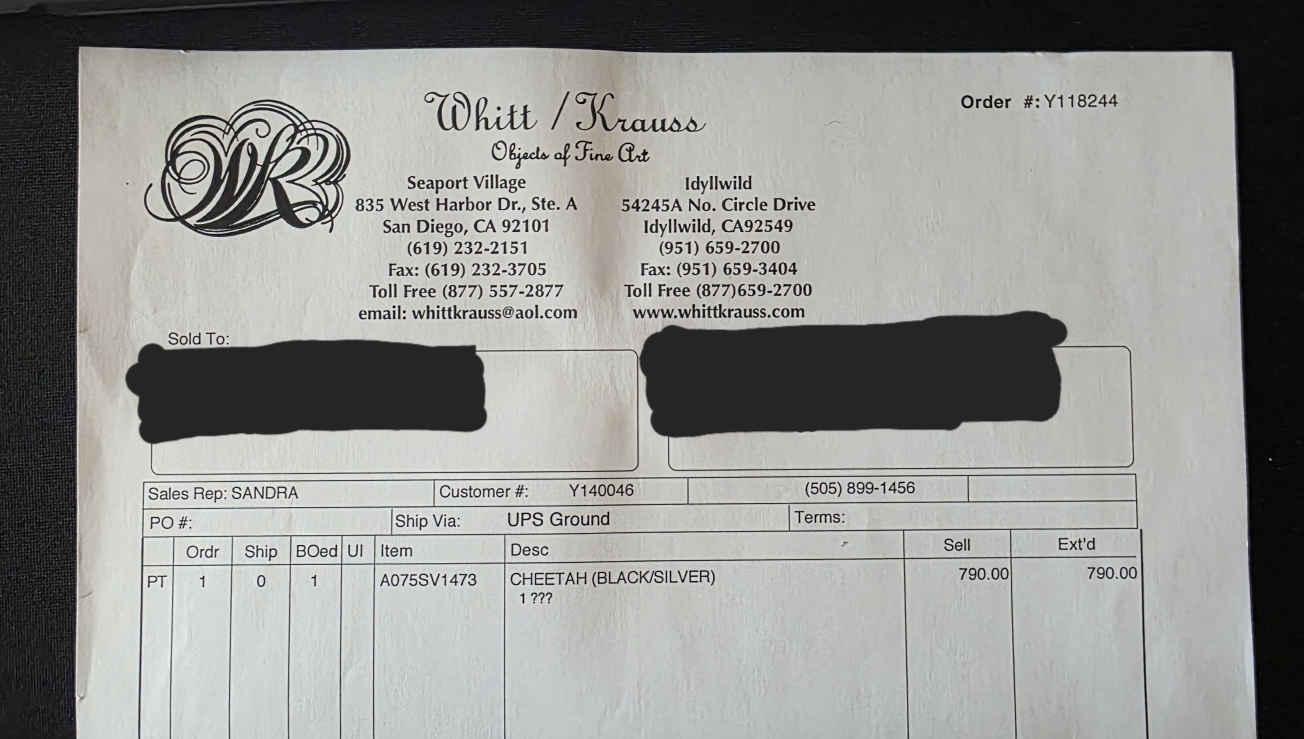 WK
Whitt / Krauss
Objects of Fine Art
Order #: Y118244
Seaport Village
835 West Harbor Dr., Ste. A
San Diego, CA 92101
(619) 232-2151
Fax: (619) 232-3705
Toll Free (877) 557-2877
email: whittkrauss@aol.com
Idyllwild
54245A No. Circle Drive
Idyllwild, CA92549
(951) 659-2700
Fax: (951) 659-3404
Toll Free (877)659-2700
www.whittkrauss.com
Sold To:
Sales Rep: SANDRA Customer #: Y140046 (505) 899-1456
PO #: Ship Via: UPS Ground Terms:
Ordr Ship BOed UI Item Desc Sell Ext'd
PT 1 0 1 A075SV1473 CHEETAH (BLACK/SILVER) 790.00 790.00
1 ???